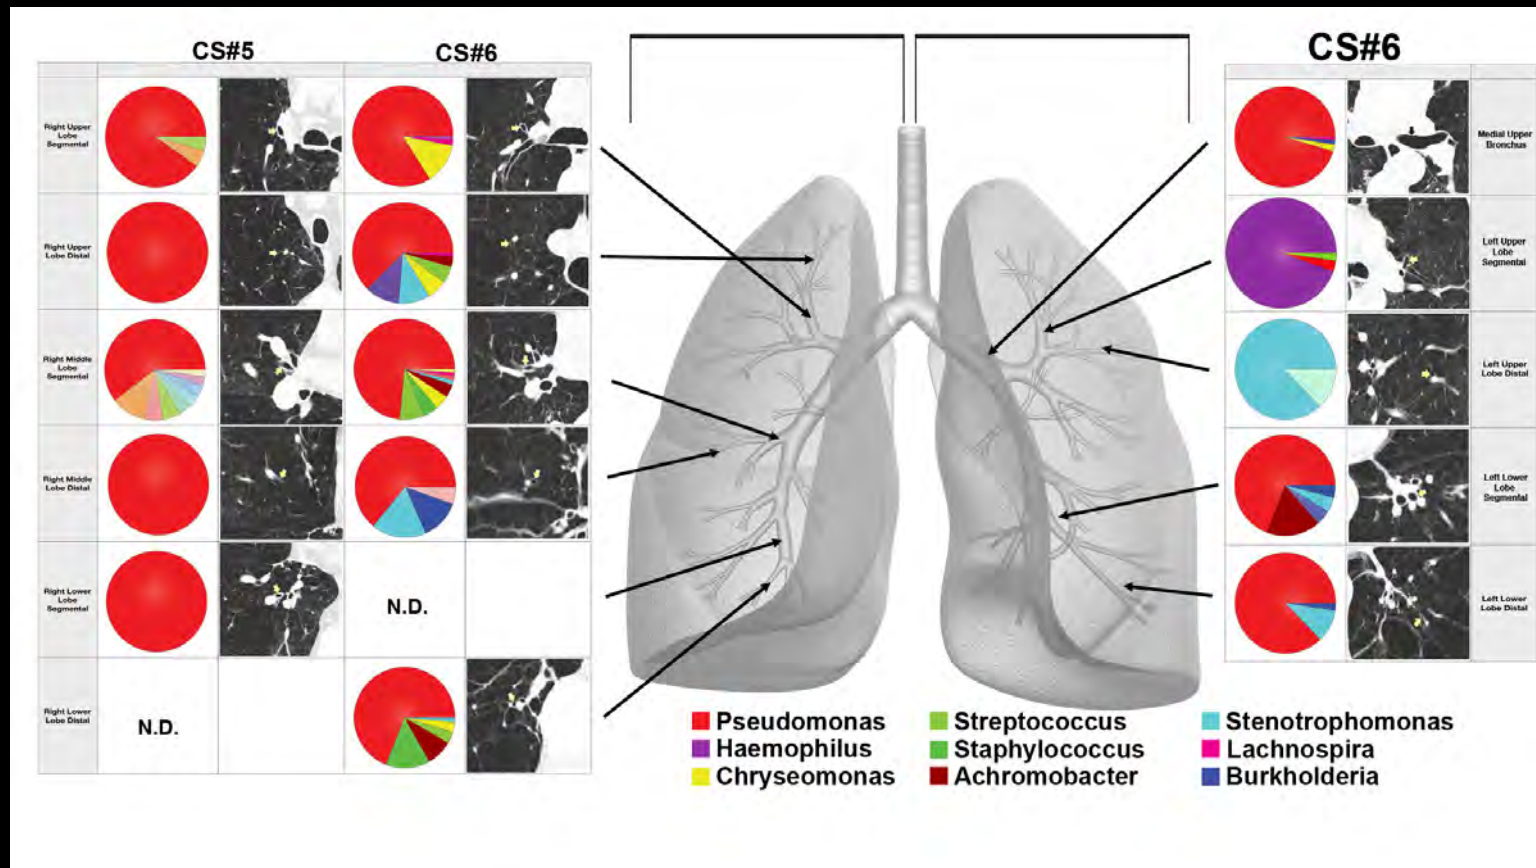 CS#5
CS#6
CS#6
Right Upper
Lobe
Segmental
Right Upper
Lobe Distal
Right Middle
Lobe
Segmental
Right Middle
Lobe Distal
Right Lower
Lobe
Segmental
N.D.
Right Lower
Lobe Distal
N.D.
Medial Upper
Bronchus
Left Upper
Lobe
Segmental
Left Upper
Lobe Distal
Left Lower
Lobe
Segmental
Left Lower
Lobe Distal
Pseudomonas
Haemophilus
Chryseomonas
Streptococcus
Staphylococcus
Achromobacter
Stenotrophomonas
Lachnospira
Burkholderia